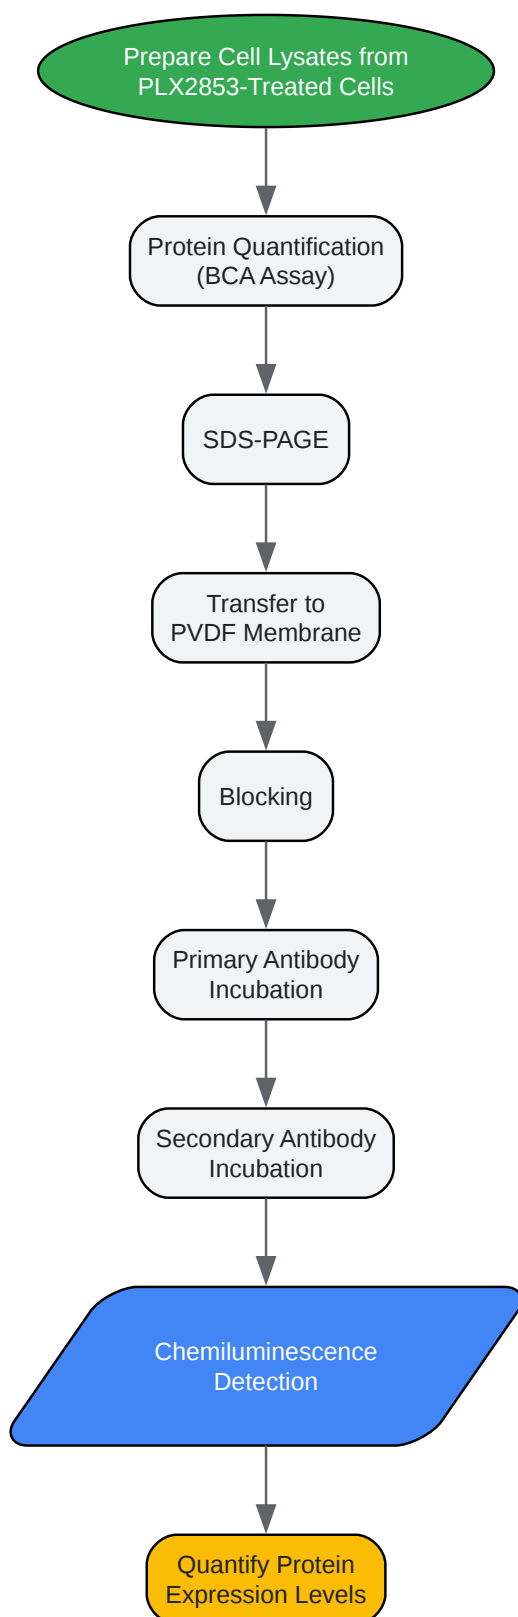 Prepare Cell Lysates from
PLX2853-Treated Cells
Protein Quantification
(BCA Assay)
SDS-PAGE
Transfer to
PVDF Membrane
Blocking
Primary Antibody
Incubation
Secondary Antibody
Incubation
Chemiluminescence
Detection
Quantify Protein
Expression Levels